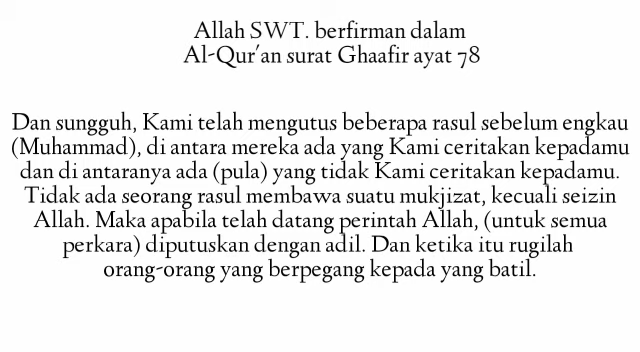 Allah SWT. berfirman dalam
Al-Qur'an surat Ghaafir ayat 78
Dan sungguh, Kami telah mengutus beberapa rasul sebelum engkau
(Muhammad), di antara mereka ada yang Kami ceritakan kepadamu
dan di antaranya ada (pula) yang tidak Kami ceritakan kepadamu.
Tidak ada seorang rasul membawa suatu mukjizat, kecuali seizin
Allah. Maka apabila telah datang perintah Allah, (untuk semua
perkara) diputuskan dengan adil. Dan ketika itu rugilah
orang-orang yang berpegang kepada yang batil.